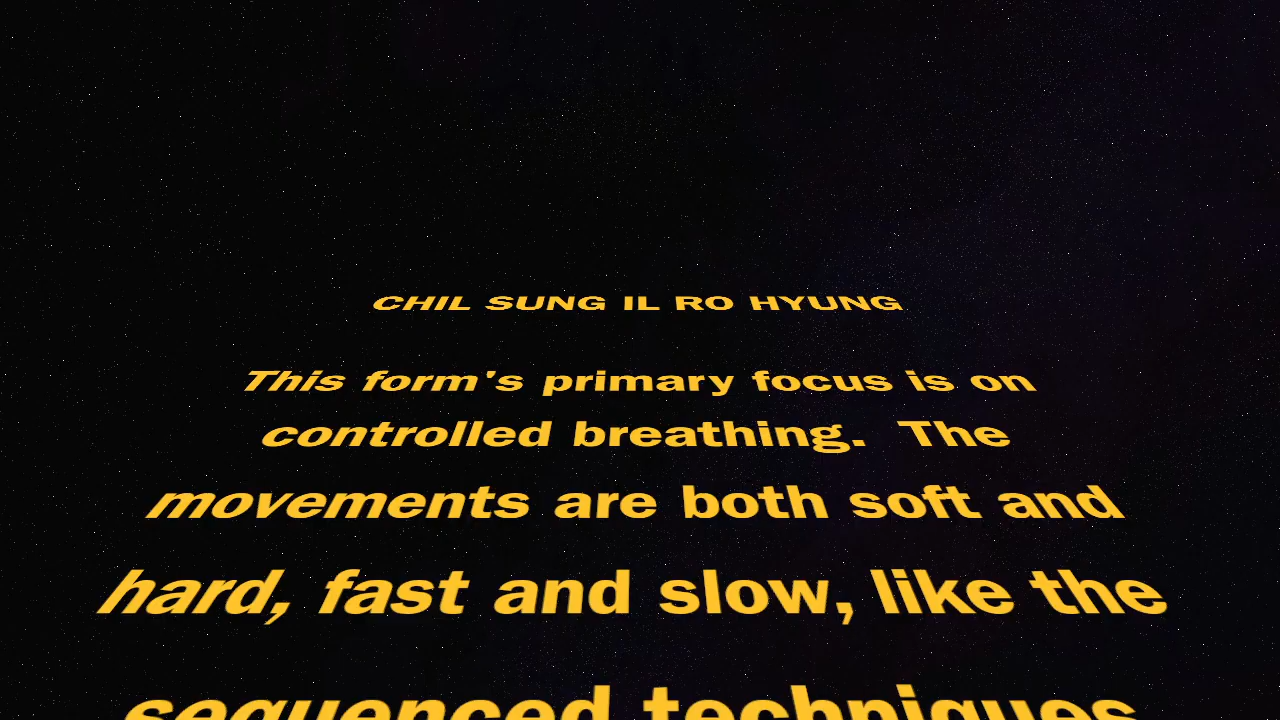 CHIL SUNG IL RO HYUNG
This form's primary focus is on
controlled breathing.  The
movements are both soft and
hard, fast and slow, like the
sequenced techniques